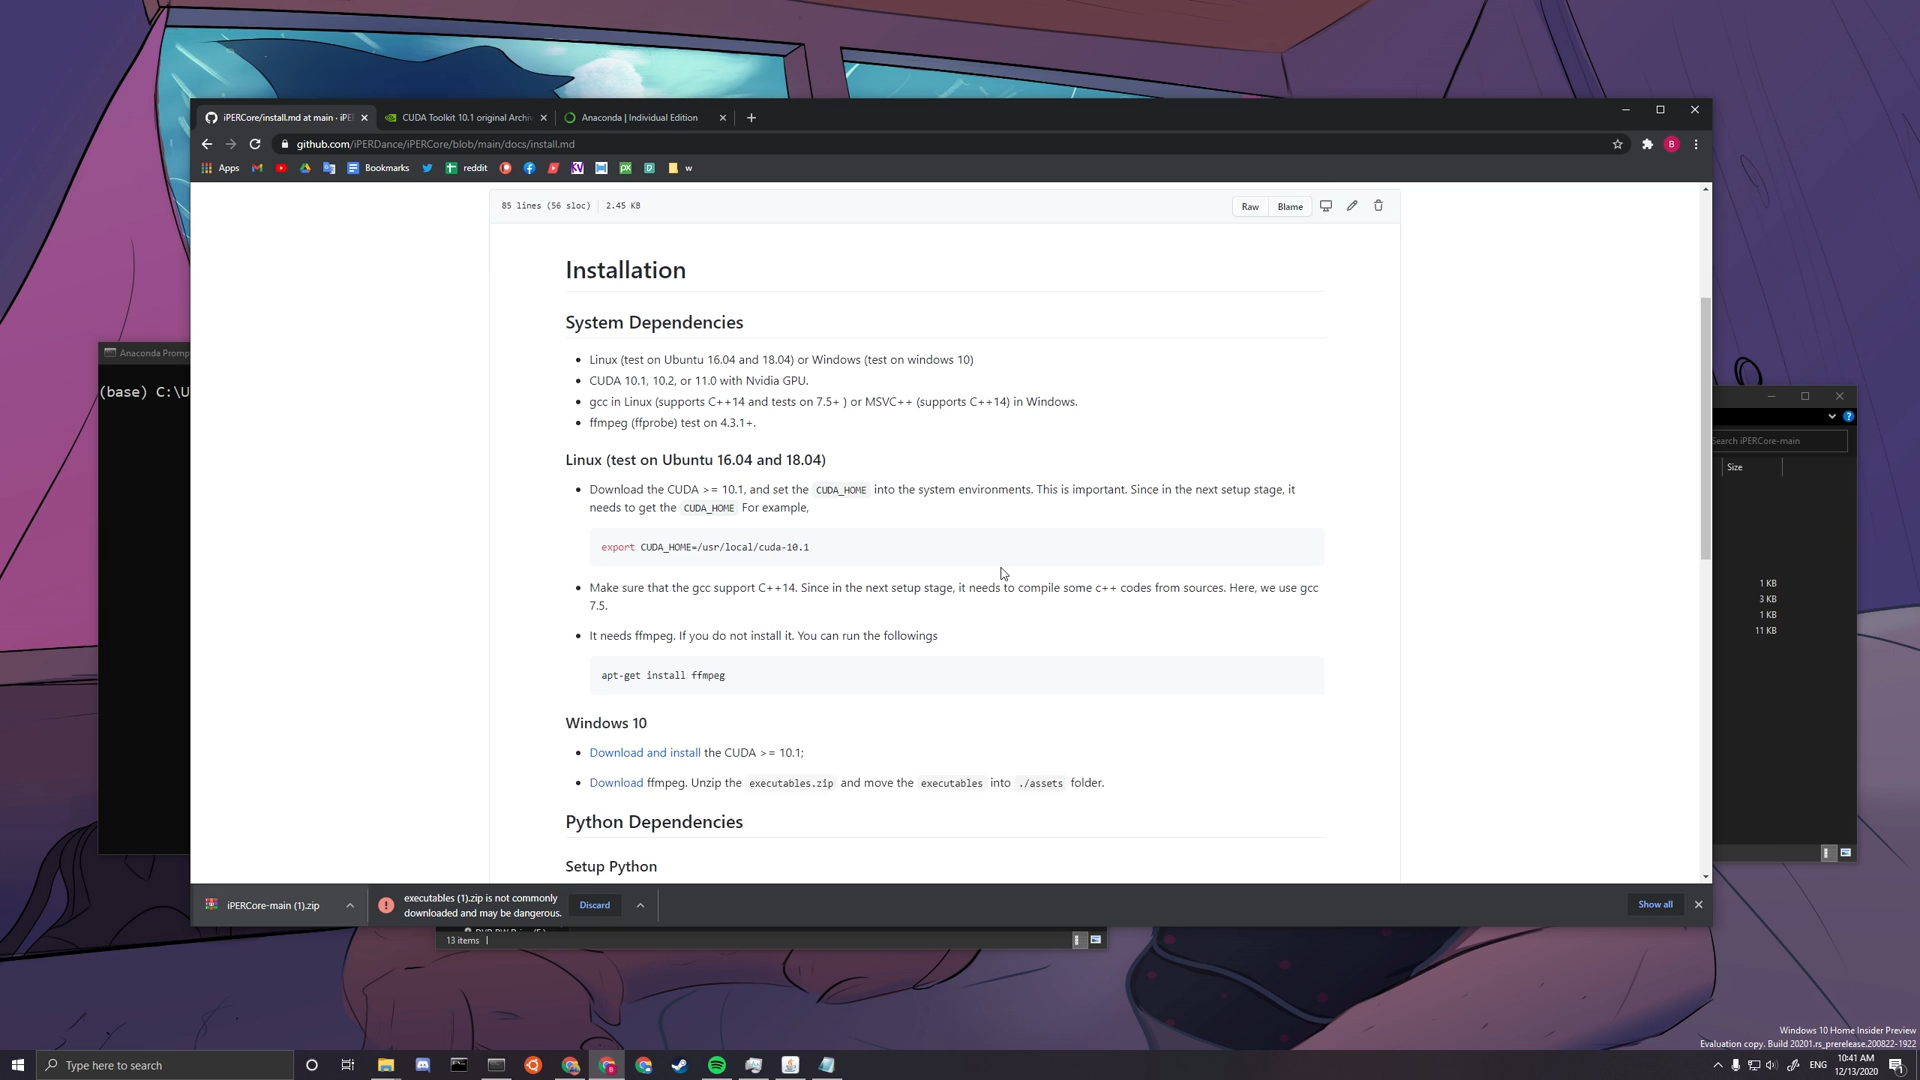 iPERCore/install.md at main · iPE
CUDA Toolkit 10.1 original Archi
Anaconda | Individual Edition
github.com/iPERDance/iPERCore/blob/main/docs/install.md
Apps
Bookmarks
reddit
w
85 lines (56 sloc) | 2.45 KB
Raw
Blame
Installation
System Dependencies
Linux (test on Ubuntu 16.04 and 18.04) or Windows (test on windows 10)
CUDA 10.1, 10.2, or 11.0 with Nvidia GPU.
gcc in Linux (supports C++14 and tests on 7.5+ ) or MSVC++ (supports C++14) in Windows.
ffmpeg (ffprobe) test on 4.3.1+.
Linux (test on Ubuntu 16.04 and 18.04)
Download the CUDA >= 10.1, and set the CUDA_HOME into the system environments. This is important. Since in the next setup stage, it
needs to get the CUDA_HOME For example,
export CUDA_HOME=/usr/local/cuda-10.1
Make sure that the gcc support C++14. Since in the next setup stage, it needs to compile some c++ codes from sources. Here, we use gcc
7.5.
It needs ffmpeg. If you do not install it. You can run the followings
apt-get install ffmpeg
Windows 10
Download and install the CUDA >= 10.1;
Download ffmpeg. Unzip the executables.zip and move the executables into ./assets folder.
Python Dependencies
Setup Python
Anaconda Promp
(base) C:\U
Search iPERCore-main
Size
1 KB
3 KB
1 KB
11 KB
iPERCore-main (1).zip
executables (1).zip is not commonly
downloaded and may be dangerous.
Discard
Show all
13 items
Windows 10 Home Insider Preview
Evaluation copy. Build 20201.rs_prerelease.200822-1922
Type here to search
ENG
10:41 AM
12/13/2020